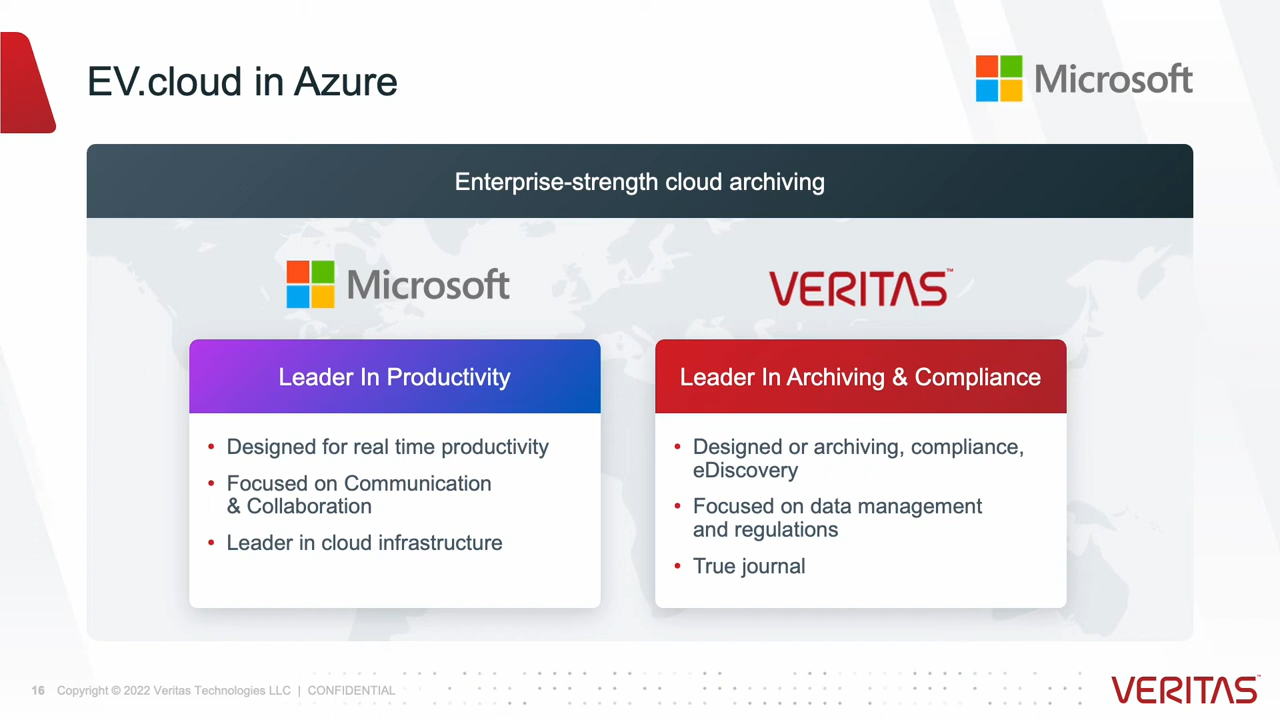 EV.cloud in Azure
Microsoft
Enterprise-strength cloud archiving
Microsoft
VERITAS™
Leader In Productivity
Leader In Archiving & Compliance
• Designed for real time productivity
• Focused on Communication
& Collaboration
• Leader in cloud infrastructure
• Designed or archiving, compliance,
eDiscovery
• Focused on data management
and regulations
• True journal
16 Copyright © 2022 Veritas Technologies LLC | CONFIDENTIAL
VERITAS™